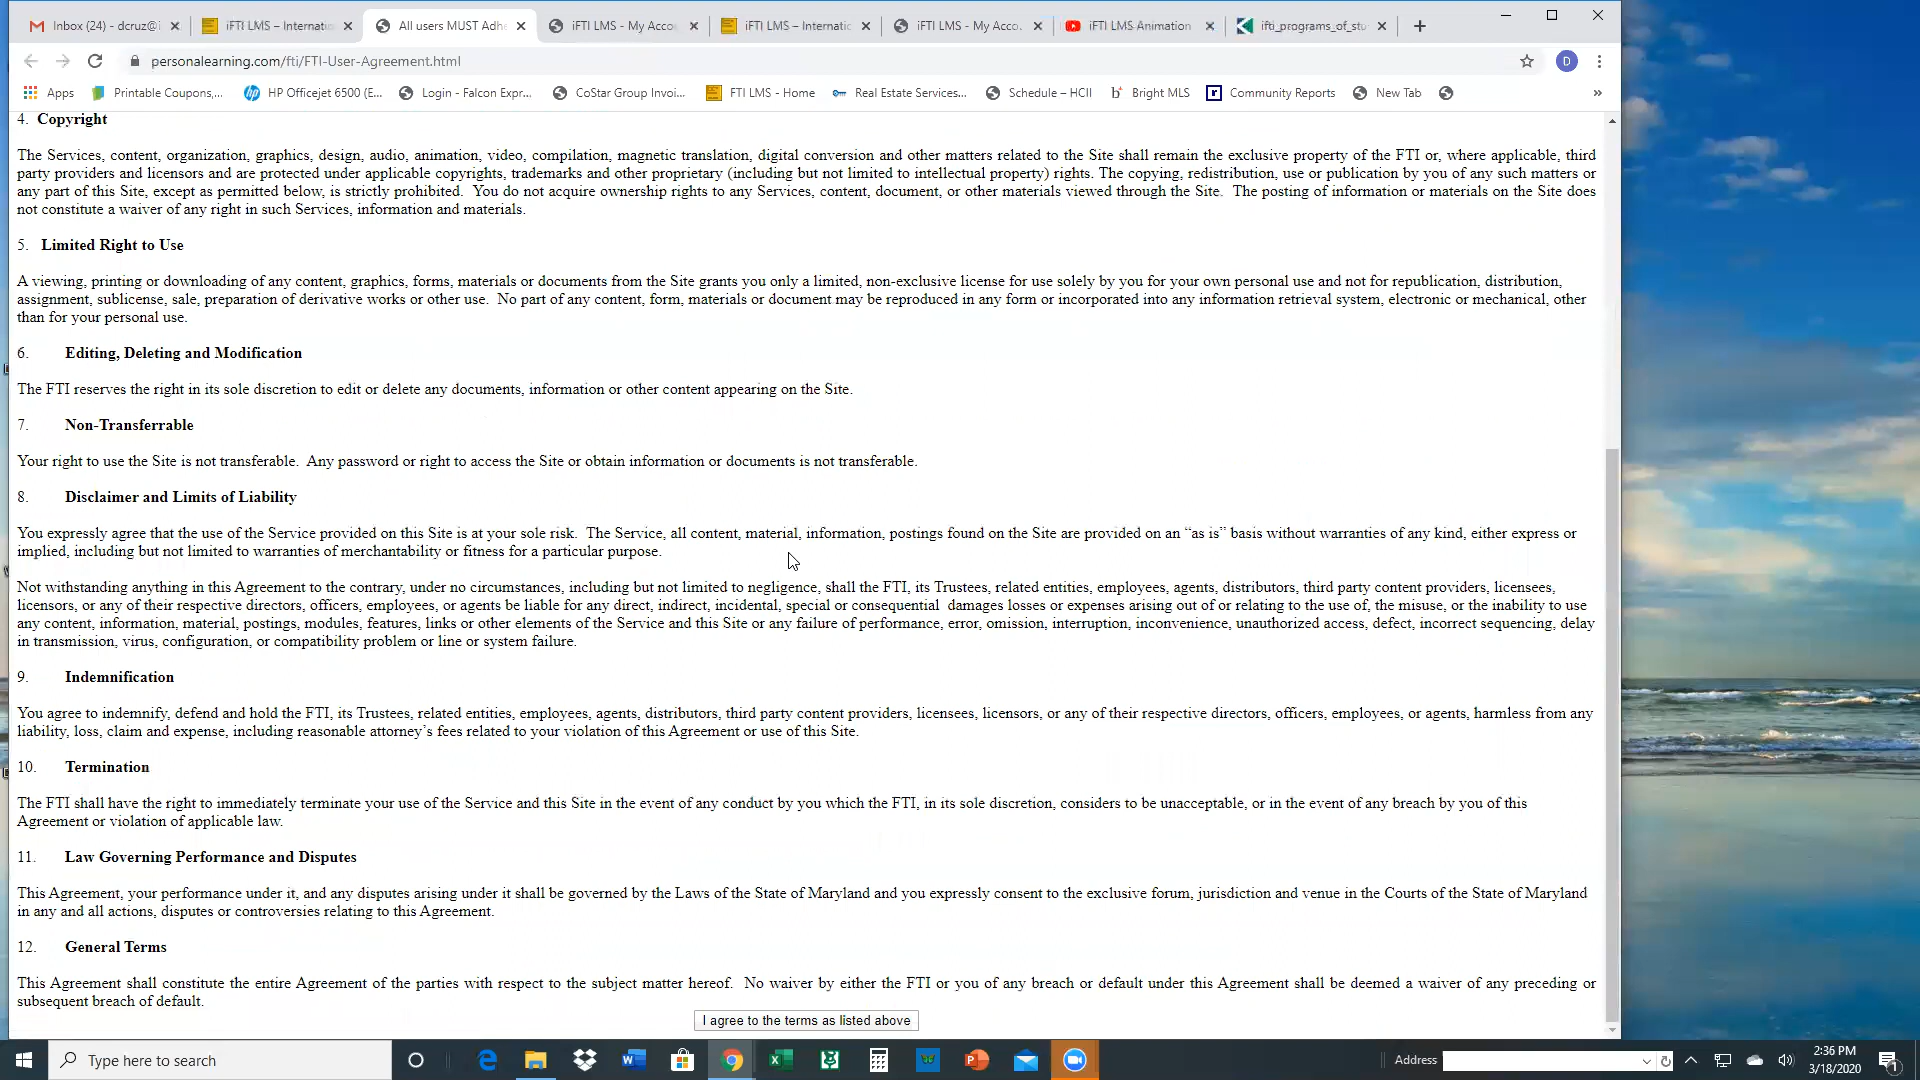 Inbox (24) - dcruz@i
iFTI LMS – Internatio
All users MUST Adhe
iFTI LMS - My Acco
iFTI LMS – Internatio
iFTI LMS - My Acco
iFTI LMS Animation
ifti_programs_of_stu
personalearning.com/fti/FTI-User-Agreement.html
D
Apps
Printable Coupons,...
HP Officejet 6500 (E...
Login - Falcon Expr...
CoStar Group Invoi...
FTI LMS - Home
Real Estate Services...
Schedule – HCII
Bright MLS
Community Reports
New Tab
»
4. Copyright
The Services, content, organization, graphics, design, audio, animation, video, compilation, magnetic translation, digital conversion and other matters related to the Site shall remain the exclusive property of the FTI or, where applicable, third
party providers and licensors and are protected under applicable copyrights, trademarks and other proprietary (including but not limited to intellectual property) rights. The copying, redistribution, use or publication by you of any such matters or
any part of this Site, except as permitted below, is strictly prohibited. You do not acquire ownership rights to any Services, content, document, or other materials viewed through the Site. The posting of information or materials on the Site does
not constitute a waiver of any right in such Services, information and materials.
5. Limited Right to Use
A viewing, printing or downloading of any content, graphics, forms, materials or documents from the Site grants you only a limited, non-exclusive license for use solely by you for your own personal use and not for republication, distribution,
assignment, sublicense, sale, preparation of derivative works or other use. No part of any content, form, materials or document may be reproduced in any form or incorporated into any information retrieval system, electronic or mechanical, other
than for your personal use.
6. Editing, Deleting and Modification
The FTI reserves the right in its sole discretion to edit or delete any documents, information or other content appearing on the Site.
7. Non-Transferrable
Your right to use the Site is not transferable. Any password or right to access the Site or obtain information or documents is not transferable.
8. Disclaimer and Limits of Liability
You expressly agree that the use of the Service provided on this Site is at your sole risk. The Service, all content, material, information, postings found on the Site are provided on an “as is” basis without warranties of any kind, either express or
implied, including but not limited to warranties of merchantability or fitness for a particular purpose.
Not withstanding anything in this Agreement to the contrary, under no circumstances, including but not limited to negligence, shall the FTI, its Trustees, related entities, employees, agents, distributors, third party content providers, licensees,
licensors, or any of their respective directors, officers, employees, or agents be liable for any direct, indirect, incidental, special or consequential damages losses or expenses arising out of or relating to the use of, the misuse, or the inability to use
any content, information, material, postings, modules, features, links or other elements of the Service and this Site or any failure of performance, error, omission, interruption, inconvenience, unauthorized access, defect, incorrect sequencing, delay
in transmission, virus, configuration, or compatibility problem or line or system failure.
9. Indemnification
You agree to indemnify, defend and hold the FTI, its Trustees, related entities, employees, agents, distributors, third party content providers, licensees, licensors, or any of their respective directors, officers, employees, or agents, harmless from any
liability, loss, claim and expense, including reasonable attorney’s fees related to your violation of this Agreement or use of this Site.
10. Termination
The FTI shall have the right to immediately terminate your use of the Service and this Site in the event of any conduct by you which the FTI, in its sole discretion, considers to be unacceptable, or in the event of any breach by you of this
Agreement or violation of applicable law.
11. Law Governing Performance and Disputes
This Agreement, your performance under it, and any disputes arising under it shall be governed by the Laws of the State of Maryland and you expressly consent to the exclusive forum, jurisdiction and venue in the Courts of the State of Maryland
in any and all actions, disputes or controversies relating to this Agreement.
12. General Terms
This Agreement shall constitute the entire Agreement of the parties with respect to the subject matter hereof. No waiver by either the FTI or you of any breach or default under this Agreement shall be deemed a waiver of any preceding or
subsequent breach of default.
I agree to the terms as listed above
Type here to search
Address
2:36 PM
3/18/2020
1